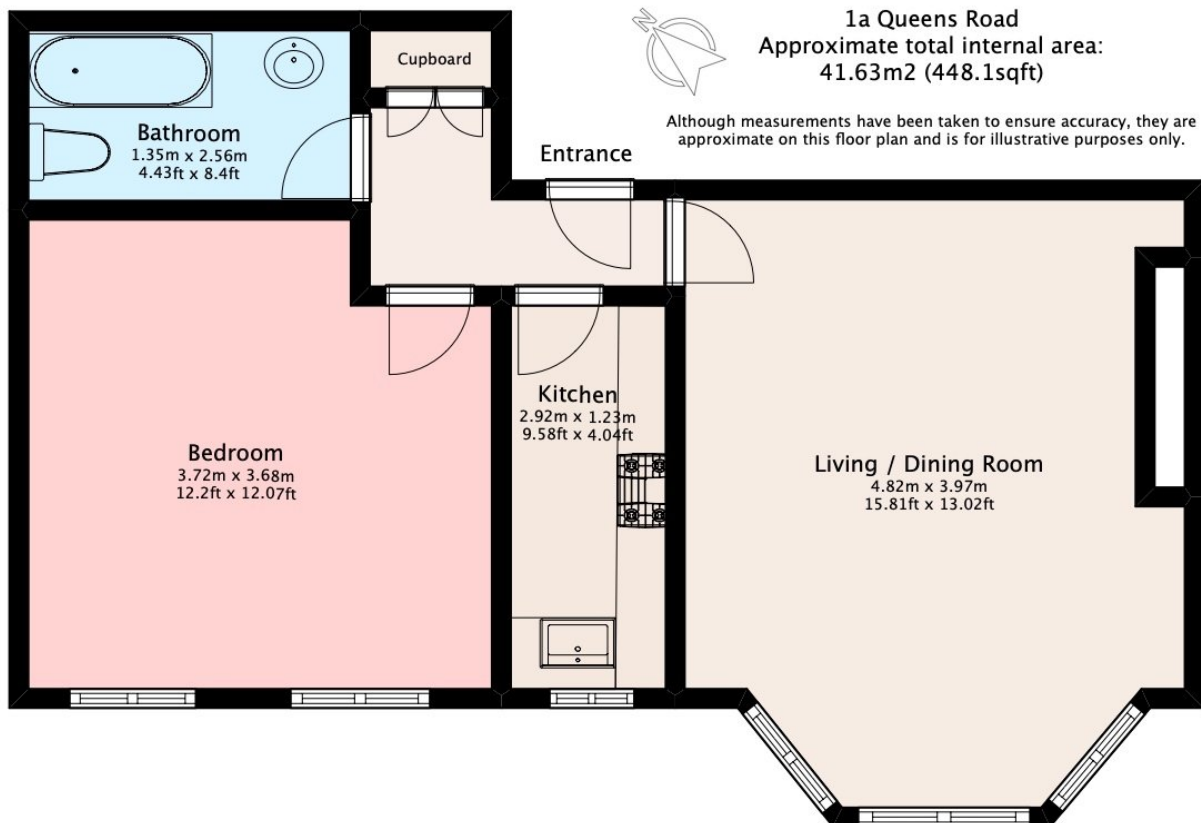 1a Queens Road
Approximate total internal area:
41.63m2 (448.1sqft)
Although measurements have been taken to ensure accuracy, they are
approximate on this floor plan and is for illustrative purposes only.
N
Cupboard
Bathroom
1.35m x 2.56m
4.43ft x 8.4ft
Entrance
Bedroom
3.72m x 3.68m
12.2ft x 12.07ft
Kitchen
2.92m x 1.23m
9.58ft x 4.04ft
Living / Dining Room
4.82m x 3.97m
15.81ft x 13.02ft